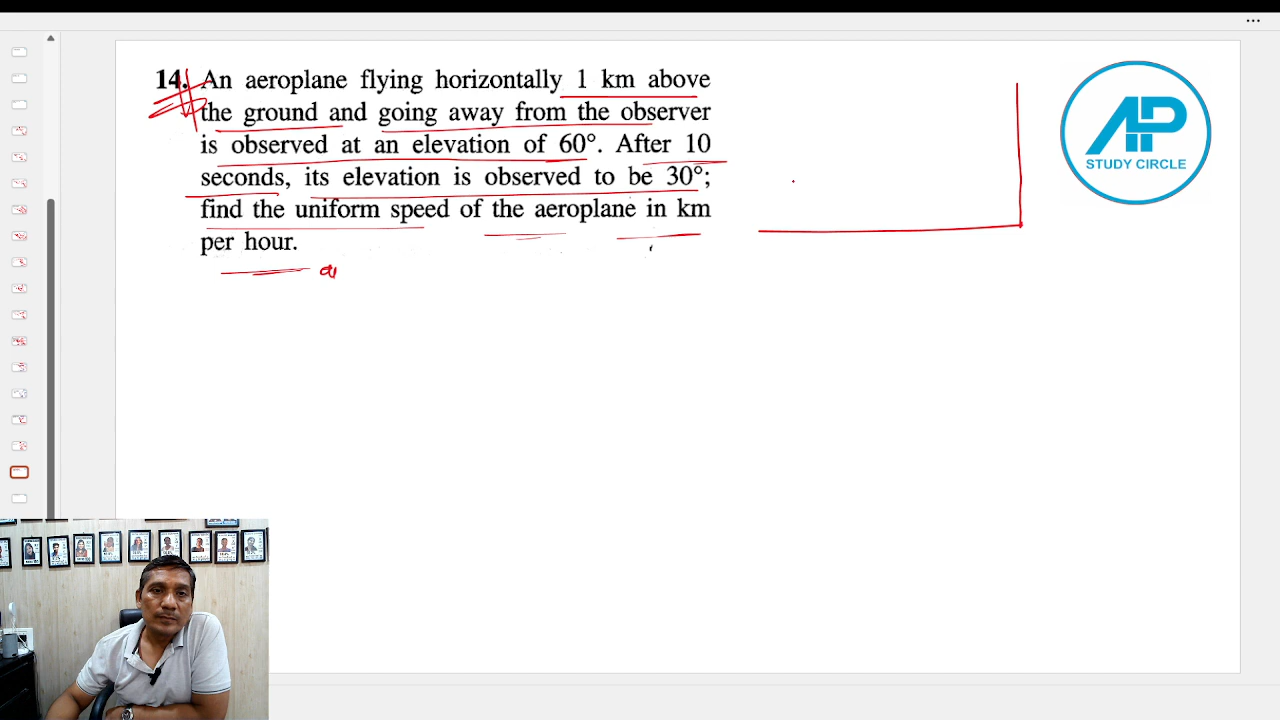 14. An aeroplane flying horizontally 1 km above
the ground and going away from the observer
is observed at an elevation of 60°. After 10
seconds, its elevation is observed to be 30°;
find the uniform speed of the aeroplane in km
per hour.
AP
STUDY CIRCLE